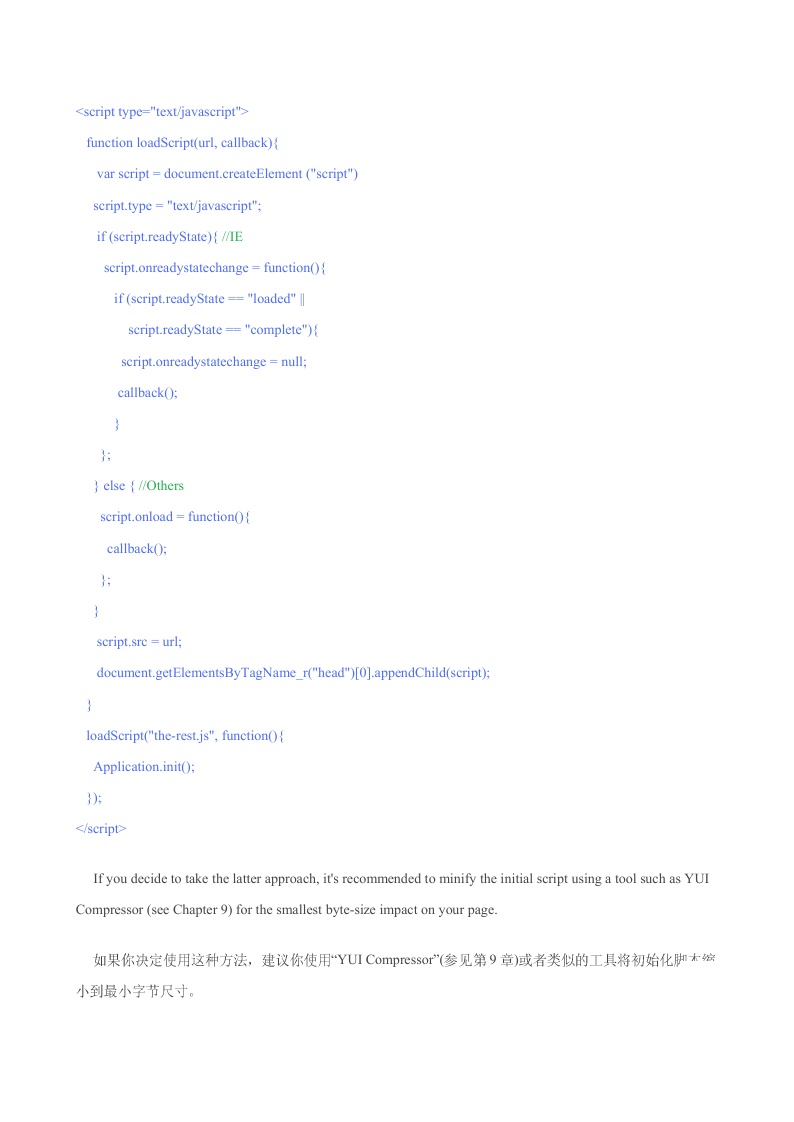 <script type="text/javascript">
function loadScript(url, callback){
var script = document.createElement ("script")
script.type = "text/javascript";
if (script.readyState){ //IE
script.onreadystatechange = function(){
if (script.readyState == "loaded" ||
script.readyState == "complete"){
script.onreadystatechange = null;
callback();
}
};
} else { //Others
script.onload = function(){
callback();
};
}
script.src = url;
document.getElementsByTagName_r("head")[0].appendChild(script);
}
loadScript("the-rest.js", function(){
Application.init();
});
</script>
If you decide to take the latter approach, it's recommended to minify the initial script using a tool such as YUI
Compressor (see Chapter 9) for the smallest byte-size impact on your page.
如果你决定使用这种方法，建议你使用“YUI Compressor”(参见第 9 章)或者类似的工具将初始化脚本缩
小到最小字节尺寸。